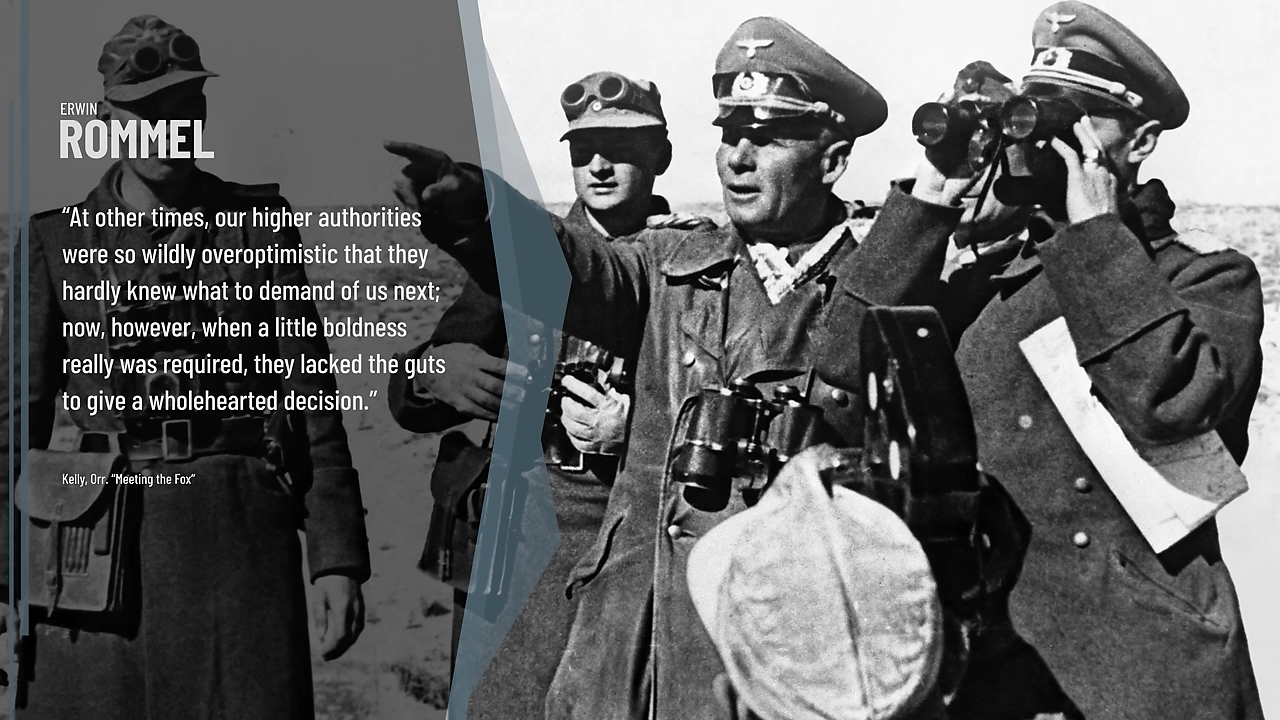 ERWIN
ROMMEL
“At other times, our higher authorities
were so wildly overoptimistic that they
hardly knew what to demand of us next;
now, however, when a little boldness
really was required, they lacked the guts
to give a wholehearted decision.”
Kelly, Orr. “Meeting the Fox”